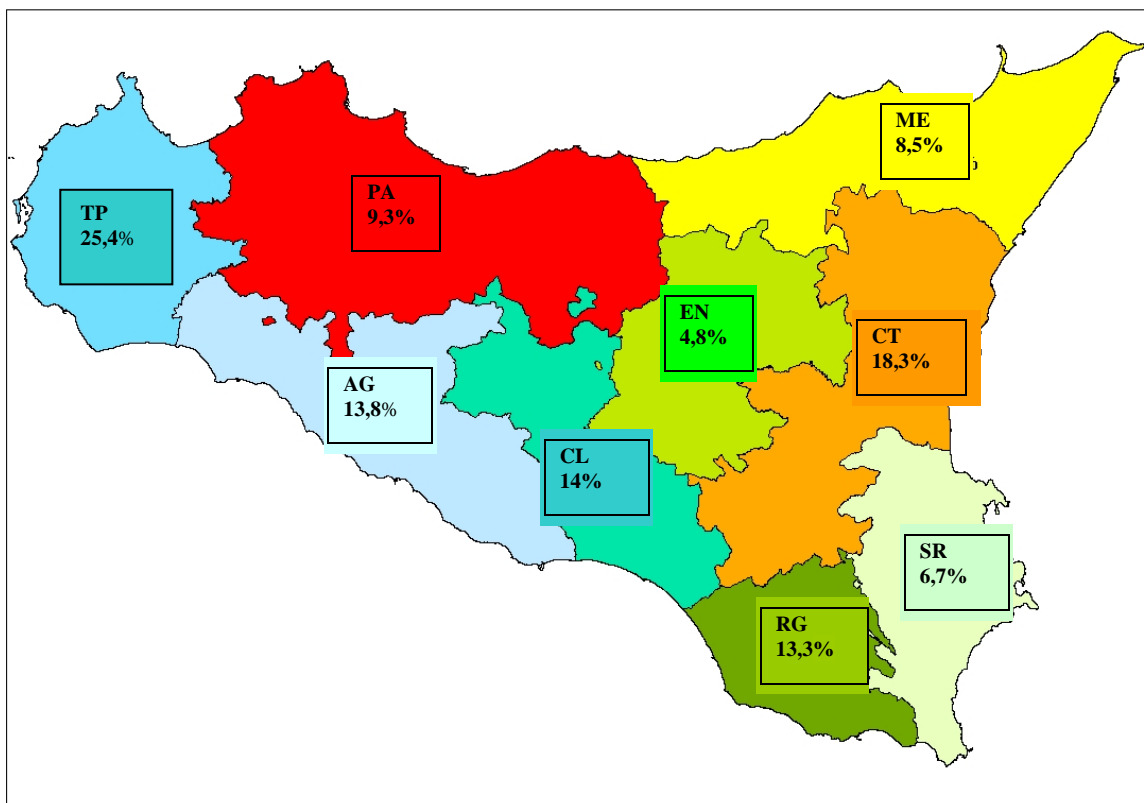 ME
8,5%
%
PA
9,3%
TP
25,4%
EN
4,8%
CT
18,3%
AG
13,8%
CL
14%
SR
6,7%
RG
13,3%